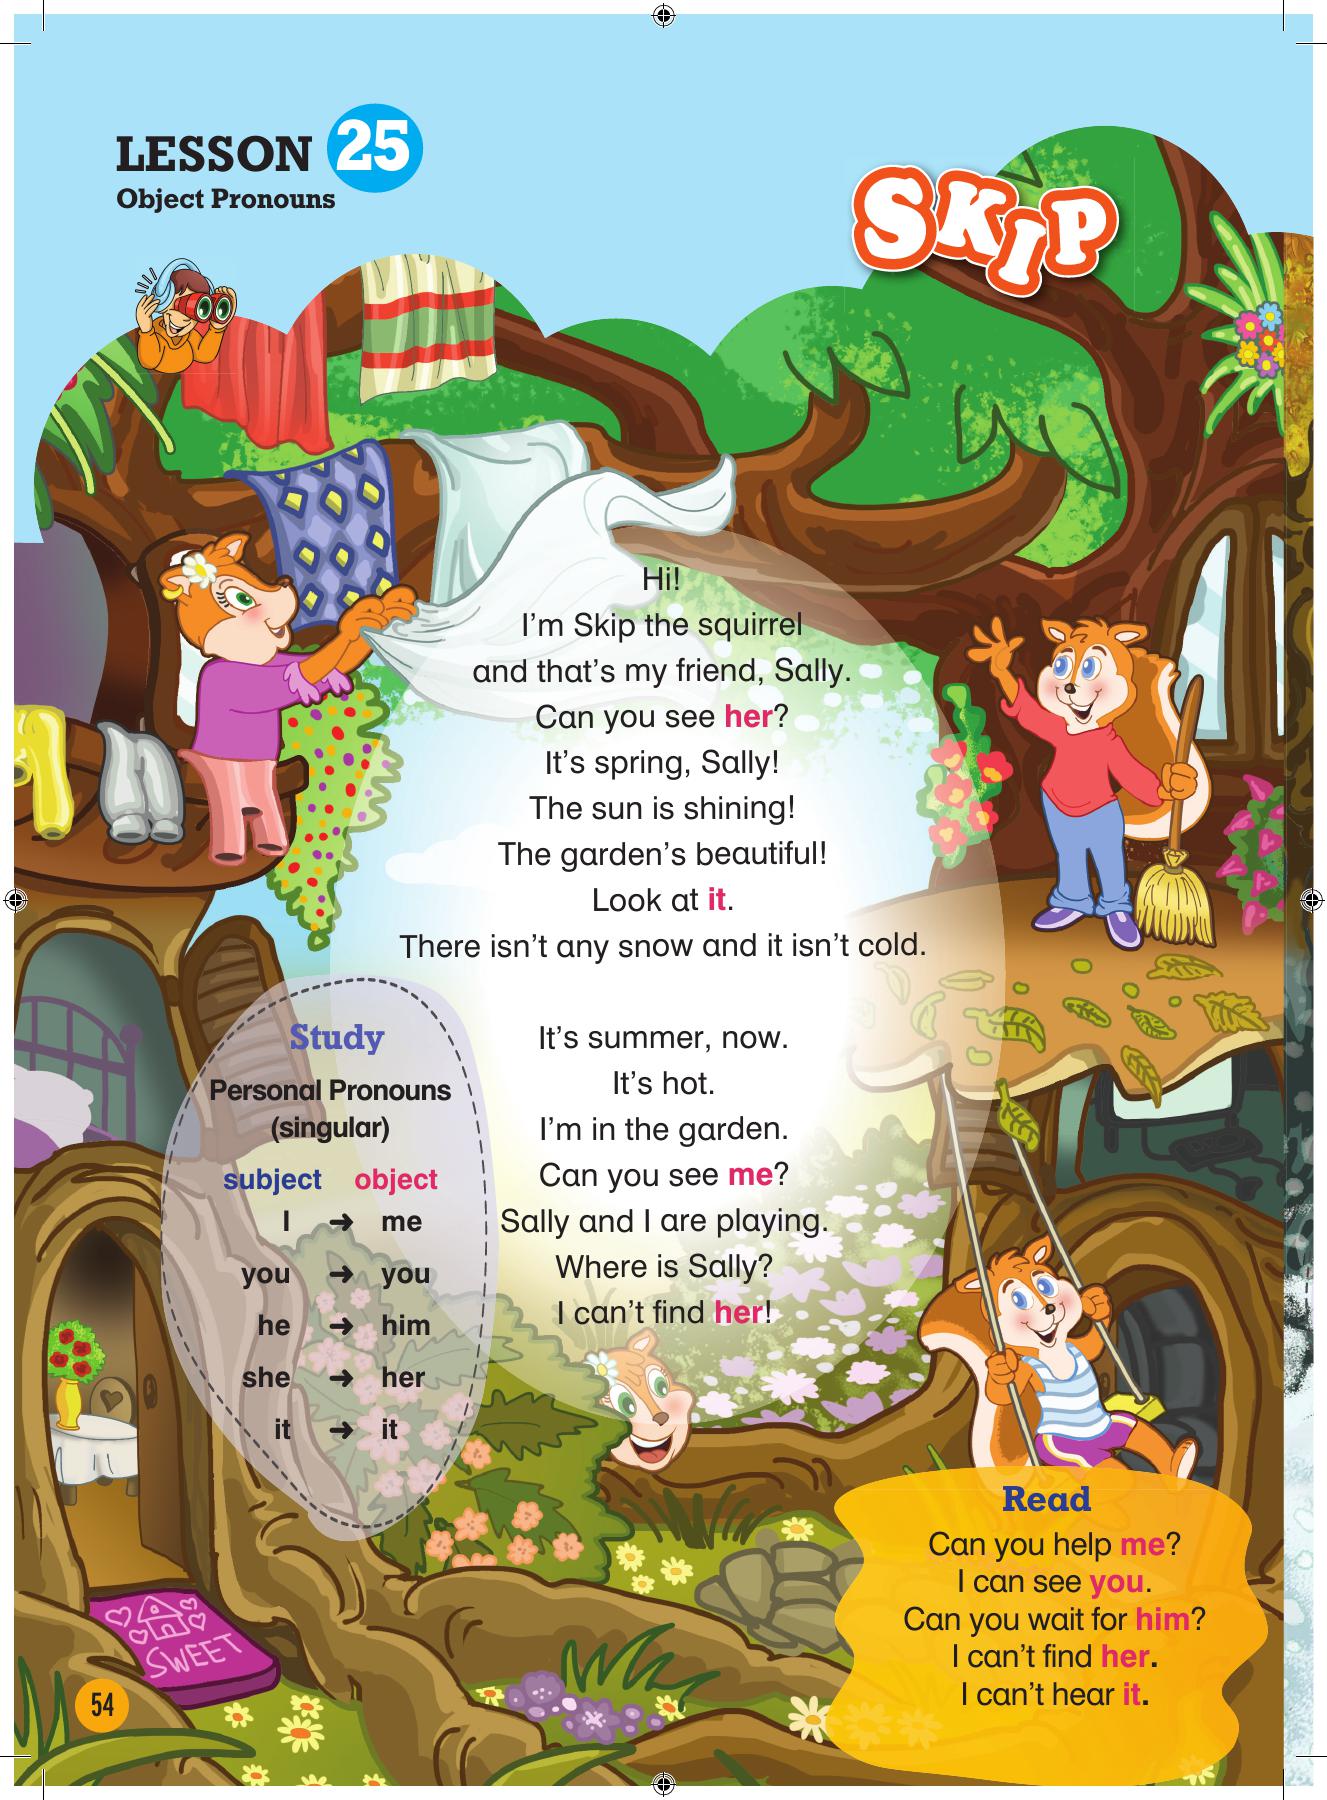 LESSON 25
Object Pronouns
SKIP
Hi!
I'm Skip the squirrel
and that's my friend, Sally.
Can you see her?
It's spring, Sally!
The sun is shining!
The garden's beautiful!
Look at it.
There isn't any snow and it isn't cold.
It's summer, now.
It's hot.
I'm in the garden.
Can you see me?
Sally and I are playing.
Where is Sally?
I can't find her!
Study
Personal Pronouns
(singular)
subject object
I ➜ me
you ➜ you
he ➜ him
she ➜ her
it ➜ it
Read
Can you help me?
I can see you.
Can you wait for him?
I can't find her.
I can't hear it.
SWEET
54